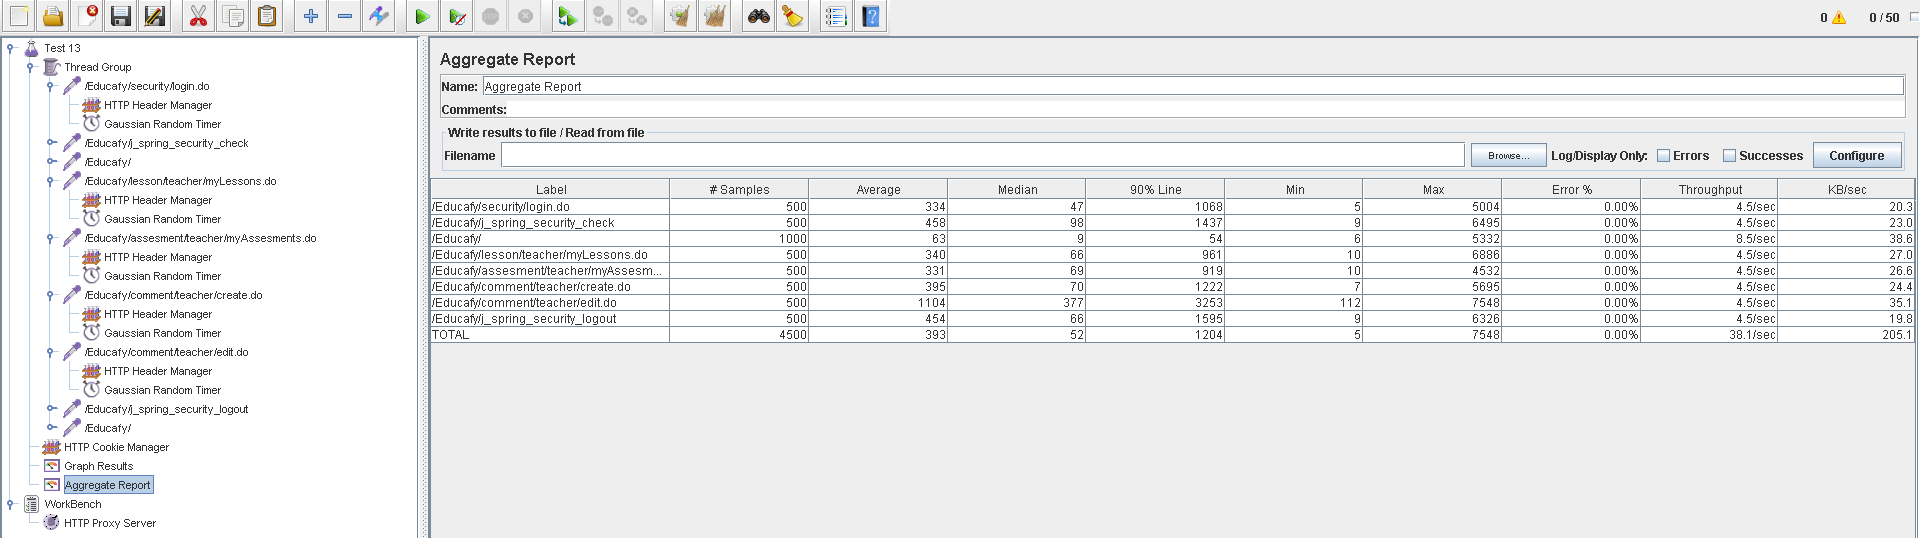 0 0 / 50
Test 13
Thread Group
/Educafy/security/login.do
HTTP Header Manager
Gaussian Random Timer
/Educafy/j_spring_security_check
/Educafy/
/Educafy/lesson/teacher/myLessons.do
HTTP Header Manager
Gaussian Random Timer
/Educafy/assesment/teacher/myAssesments.do
HTTP Header Manager
Gaussian Random Timer
/Educafy/comment/teacher/create.do
HTTP Header Manager
Gaussian Random Timer
/Educafy/comment/teacher/edit.do
HTTP Header Manager
Gaussian Random Timer
/Educafy/j_spring_security_logout
/Educafy/
HTTP Cookie Manager
Graph Results
Aggregate Report
WorkBench
HTTP Proxy Server
Aggregate Report
Name: Aggregate Report
Comments:
Write results to file / Read from file
Filename Browse... Log/Display Only: Errors Successes Configure
Label # Samples Average Median 90% Line Min Max Error % Throughput KB/sec
/Educafy/security/login.do 500 334 47 1068 5 5004 0.00% 4.5/sec 20.3
/Educafy/j_spring_security_check 500 458 98 1437 9 6495 0.00% 4.5/sec 23.0
/Educafy/ 1000 63 9 54 6 5332 0.00% 8.5/sec 38.6
/Educafy/lesson/teacher/myLessons.do 500 340 66 961 10 6886 0.00% 4.5/sec 27.0
/Educafy/assesment/teacher/myAssesm... 500 331 69 919 10 4532 0.00% 4.5/sec 26.6
/Educafy/comment/teacher/create.do 500 395 70 1222 7 5695 0.00% 4.5/sec 24.4
/Educafy/comment/teacher/edit.do 500 1104 377 3253 112 7548 0.00% 4.5/sec 35.1
/Educafy/j_spring_security_logout 500 454 66 1595 9 6326 0.00% 4.5/sec 19.8
TOTAL 4500 393 52 1204 5 7548 0.00% 38.1/sec 205.1